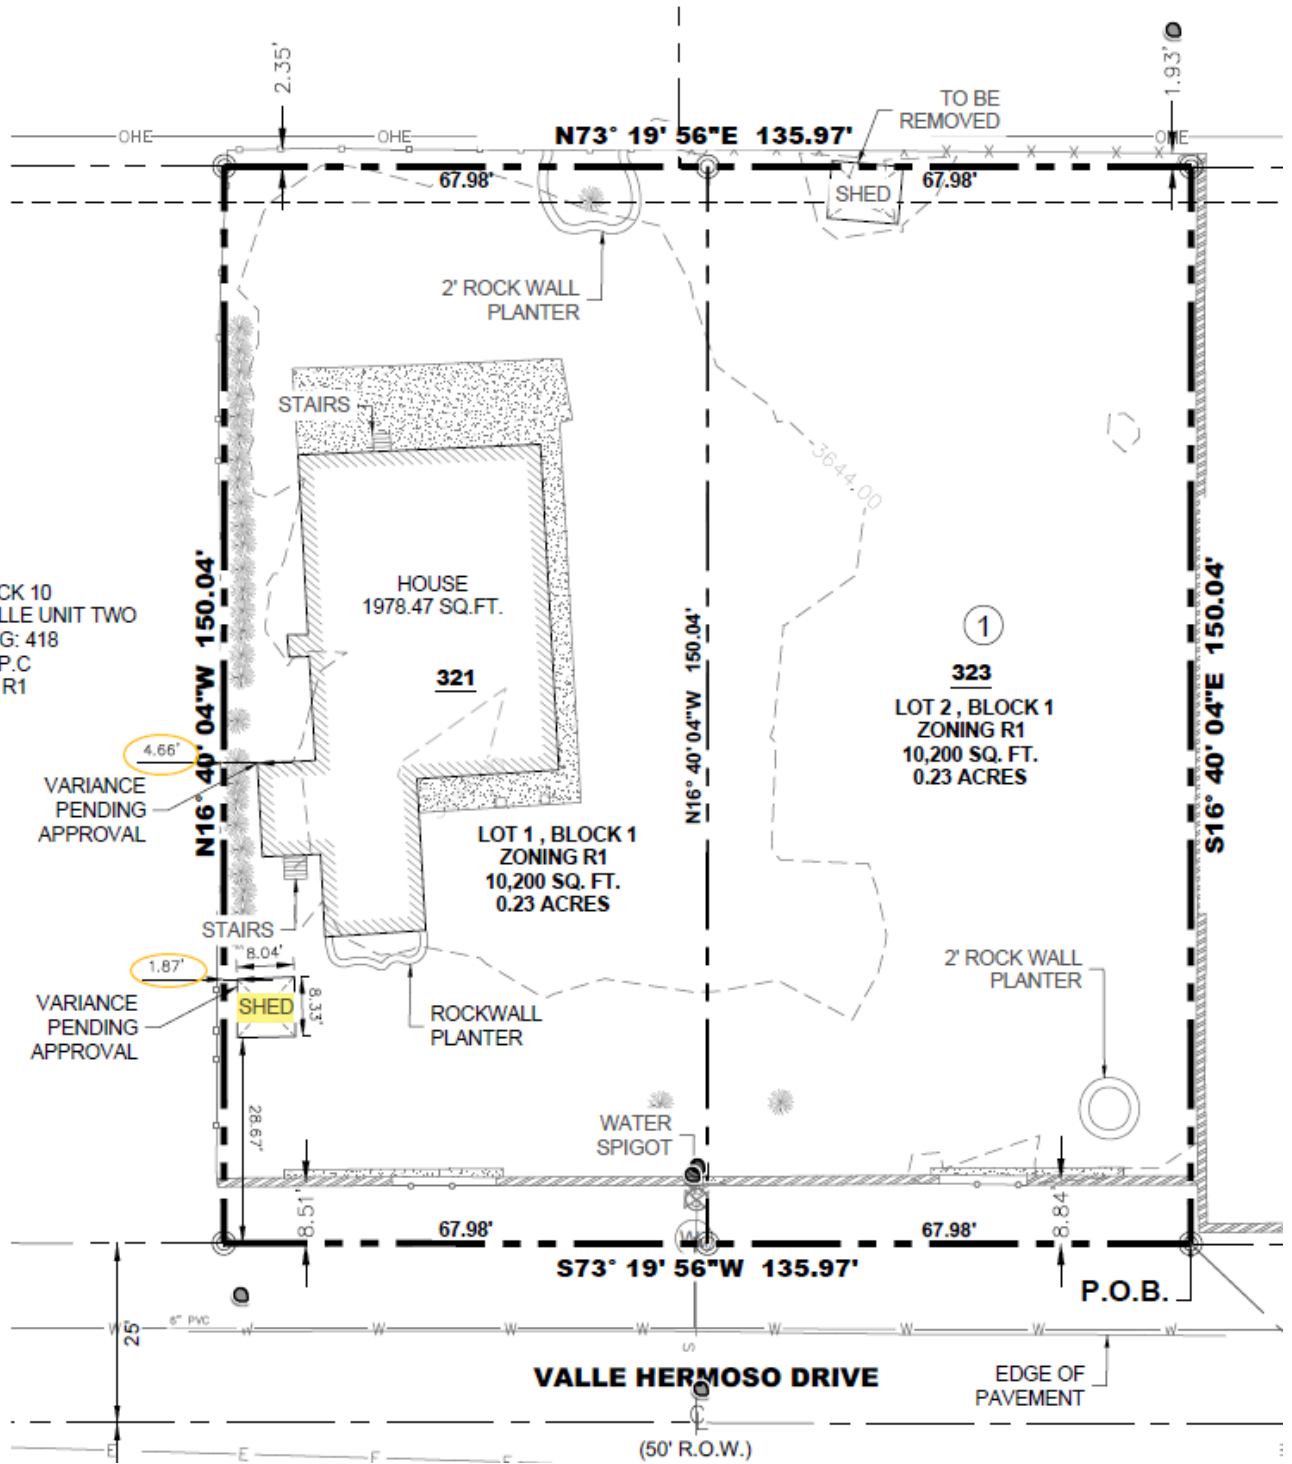 2.35'
1.93'
TO BE
REMOVED
OHE
OHE
N73° 19' 56"E 135.97'
OHE
67.98'
67.98'
SHED
2' ROCK WALL
PLANTER
STAIRS
3644.00
HOUSE
1978.47 SQ.FT.
321
CK 10
LLE UNIT TWO
G: 418
P.C
R1
N16° 40' 04"W 150.04'
N16° 40' 04"W 150.04'
S16° 40' 04"E 150.04'
1
323
LOT 2 , BLOCK 1
ZONING R1
10,200 SQ. FT.
0.23 ACRES
4.66'
VARIANCE
PENDING
APPROVAL
LOT 1 , BLOCK 1
ZONING R1
10,200 SQ. FT.
0.23 ACRES
STAIRS
8.04'
1.87'
8.33'
SHED
VARIANCE
PENDING
APPROVAL
ROCKWALL
PLANTER
2' ROCK WALL
PLANTER
28.67'
WATER
SPIGOT
8.51'
8.84'
67.98'
W
67.98'
S73° 19' 56"W 135.97'
P.O.B.
25'
6" PVC
W W W W W W W W W
S
VALLE HERMOSO DRIVE
EDGE OF
PAVEMENT
(50' R.O.W.)
E E E E